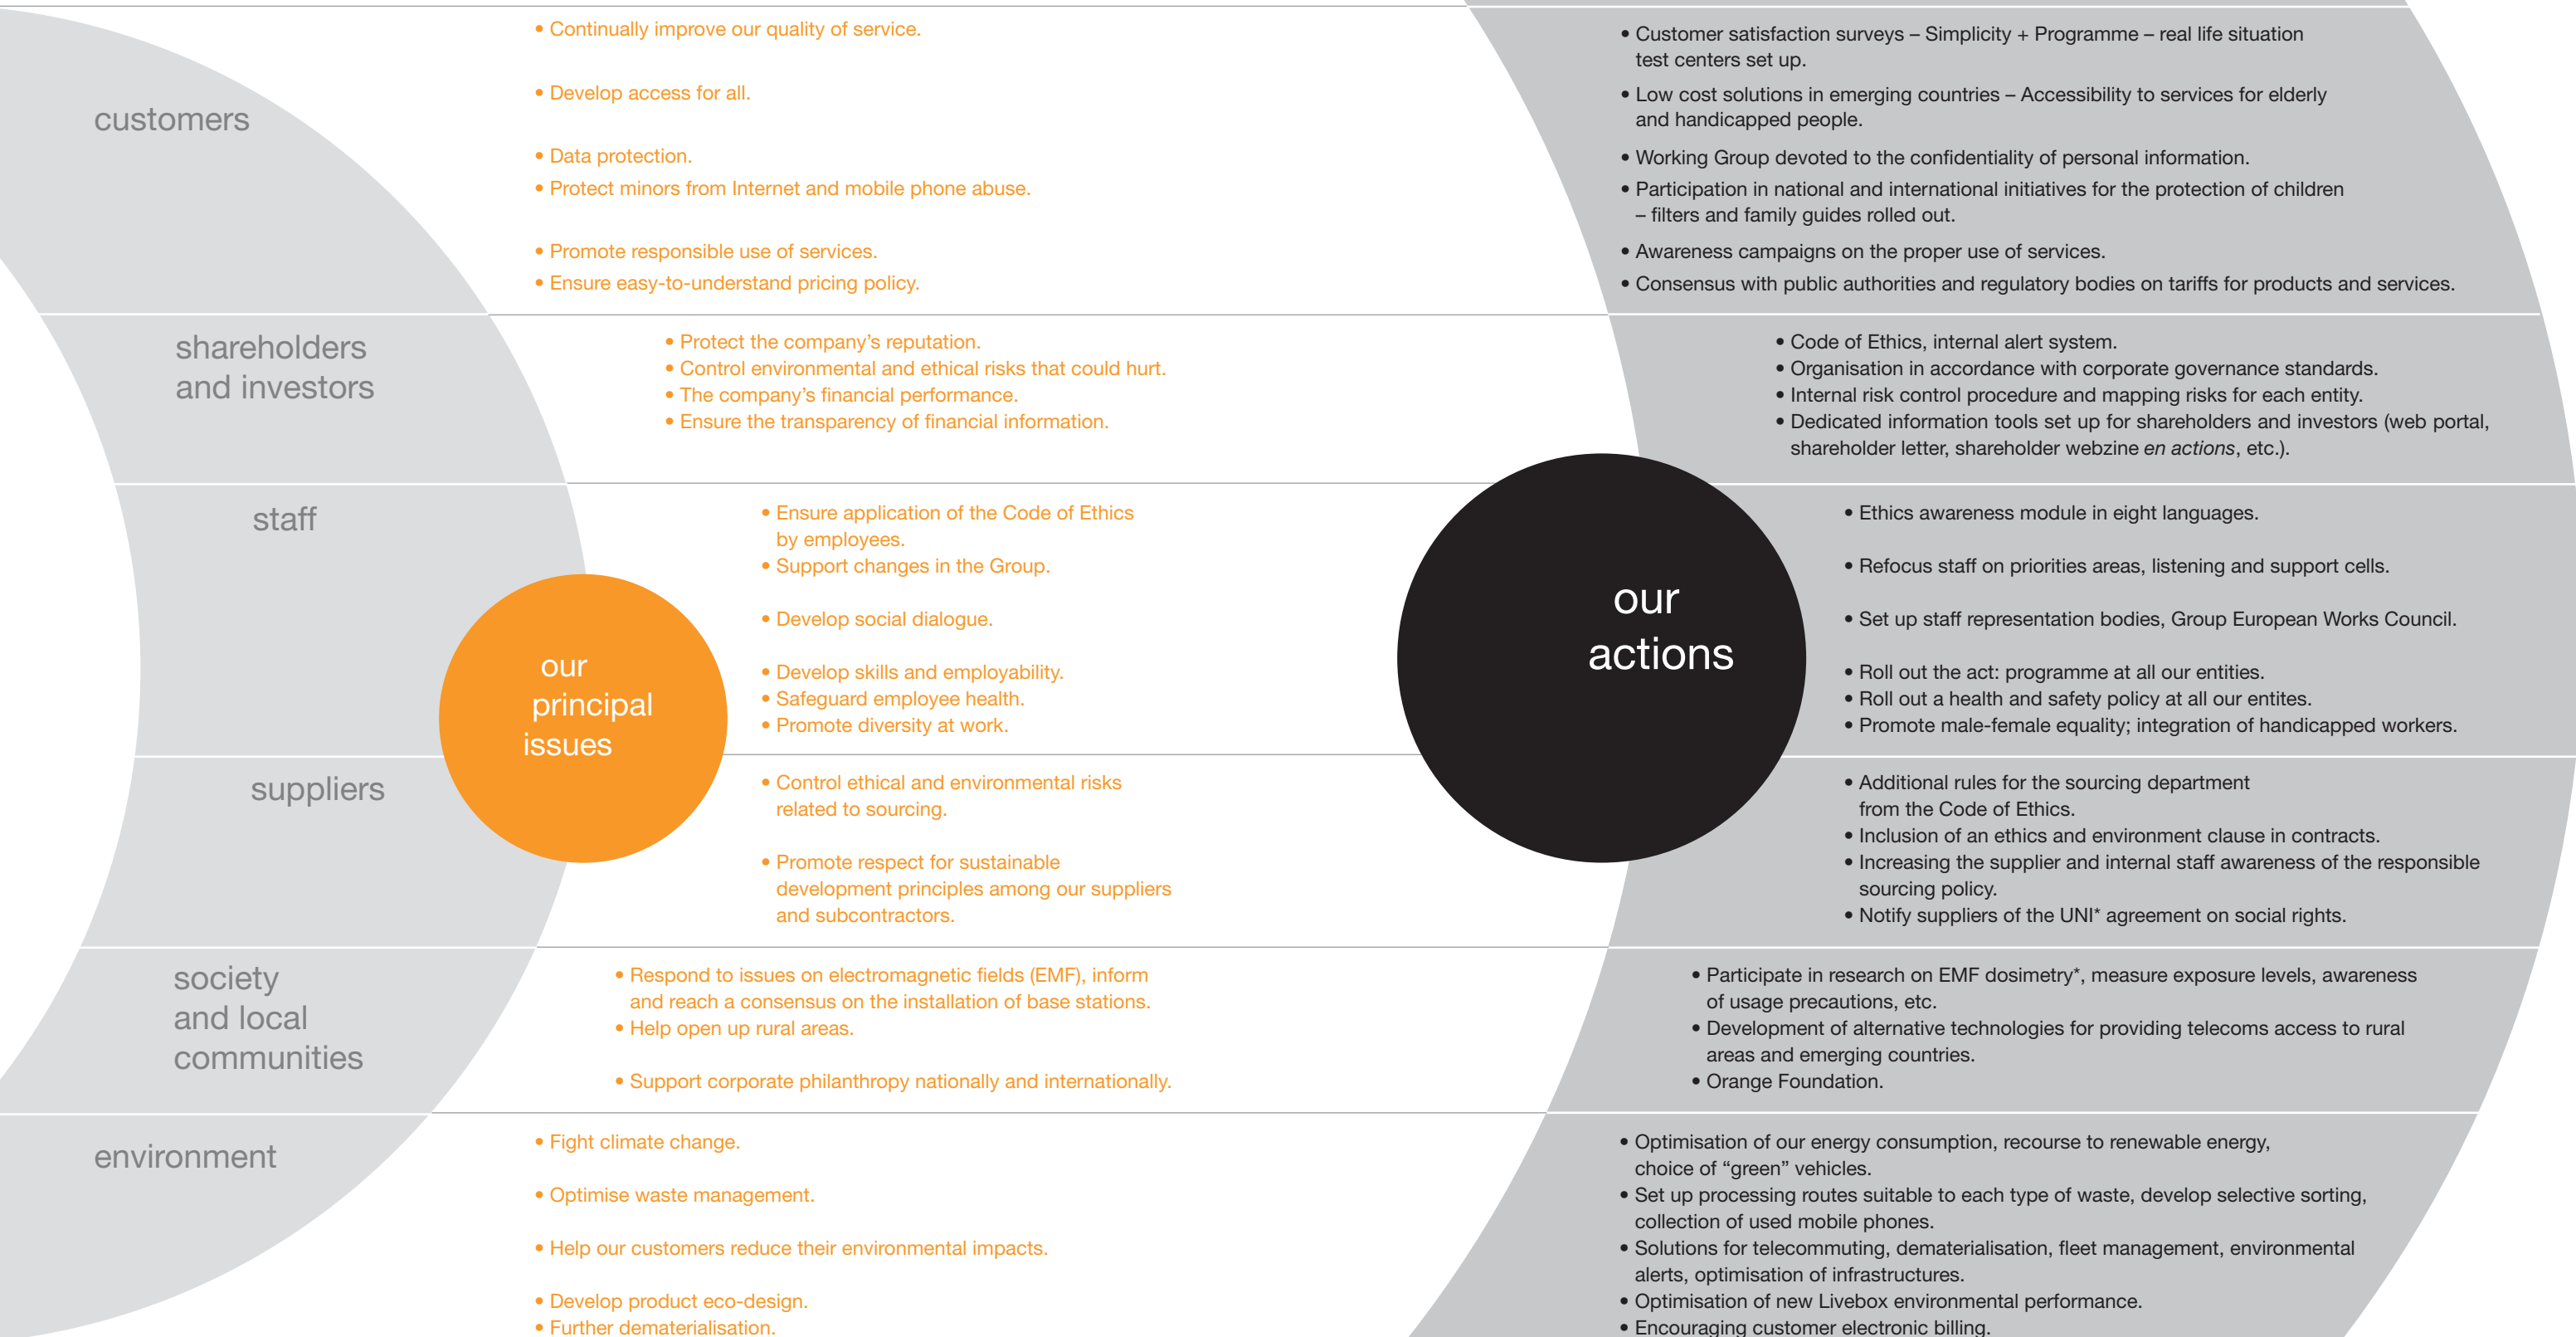 customers
• Continually improve our quality of service.
• Develop access for all.
• Data protection.
• Protect minors from Internet and mobile phone abuse.
• Promote responsible use of services.
• Ensure easy-to-understand pricing policy.
• Customer satisfaction surveys – Simplicity + Programme – real life situation
test centers set up.
• Low cost solutions in emerging countries – Accessibility to services for elderly
and handicapped people.
• Working Group devoted to the confidentiality of personal information.
• Participation in national and international initiatives for the protection of children
– filters and family guides rolled out.
• Awareness campaigns on the proper use of services.
• Consensus with public authorities and regulatory bodies on tariffs for products and services.
shareholders
and investors
• Protect the company’s reputation.
• Control environmental and ethical risks that could hurt.
• The company’s financial performance.
• Ensure the transparency of financial information.
• Code of Ethics, internal alert system.
• Organisation in accordance with corporate governance standards.
• Internal risk control procedure and mapping risks for each entity.
• Dedicated information tools set up for shareholders and investors (web portal,
shareholder letter, shareholder webzine en actions, etc.).
staff
our
principal
issues
• Ensure application of the Code of Ethics
by employees.
• Support changes in the Group.
• Develop social dialogue.
• Develop skills and employability.
• Safeguard employee health.
• Promote diversity at work.
our
actions
• Ethics awareness module in eight languages.
• Refocus staff on priorities areas, listening and support cells.
• Set up staff representation bodies, Group European Works Council.
• Roll out the act: programme at all our entities.
• Roll out a health and safety policy at all our entites.
• Promote male-female equality; integration of handicapped workers.
suppliers
• Control ethical and environmental risks
related to sourcing.
• Promote respect for sustainable
development principles among our suppliers
and subcontractors.
• Additional rules for the sourcing department
from the Code of Ethics.
• Inclusion of an ethics and environment clause in contracts.
• Increasing the supplier and internal staff awareness of the responsible
sourcing policy.
• Notify suppliers of the UNI* agreement on social rights.
society
and local
communities
• Respond to issues on electromagnetic fields (EMF), inform
and reach a consensus on the installation of base stations.
• Help open up rural areas.
• Support corporate philanthropy nationally and internationally.
• Participate in research on EMF dosimetry*, measure exposure levels, awareness
of usage precautions, etc.
• Development of alternative technologies for providing telecoms access to rural
areas and emerging countries.
• Orange Foundation.
environment
• Fight climate change.
• Optimise waste management.
• Help our customers reduce their environmental impacts.
• Develop product eco-design.
• Further dematerialisation.
• Optimisation of our energy consumption, recourse to renewable energy,
choice of “green” vehicles.
• Set up processing routes suitable to each type of waste, develop selective sorting,
collection of used mobile phones.
• Solutions for telecommuting, dematerialisation, fleet management, environmental
alerts, optimisation of infrastructures.
• Optimisation of new Livebox environmental performance.
• Encouraging customer electronic billing.